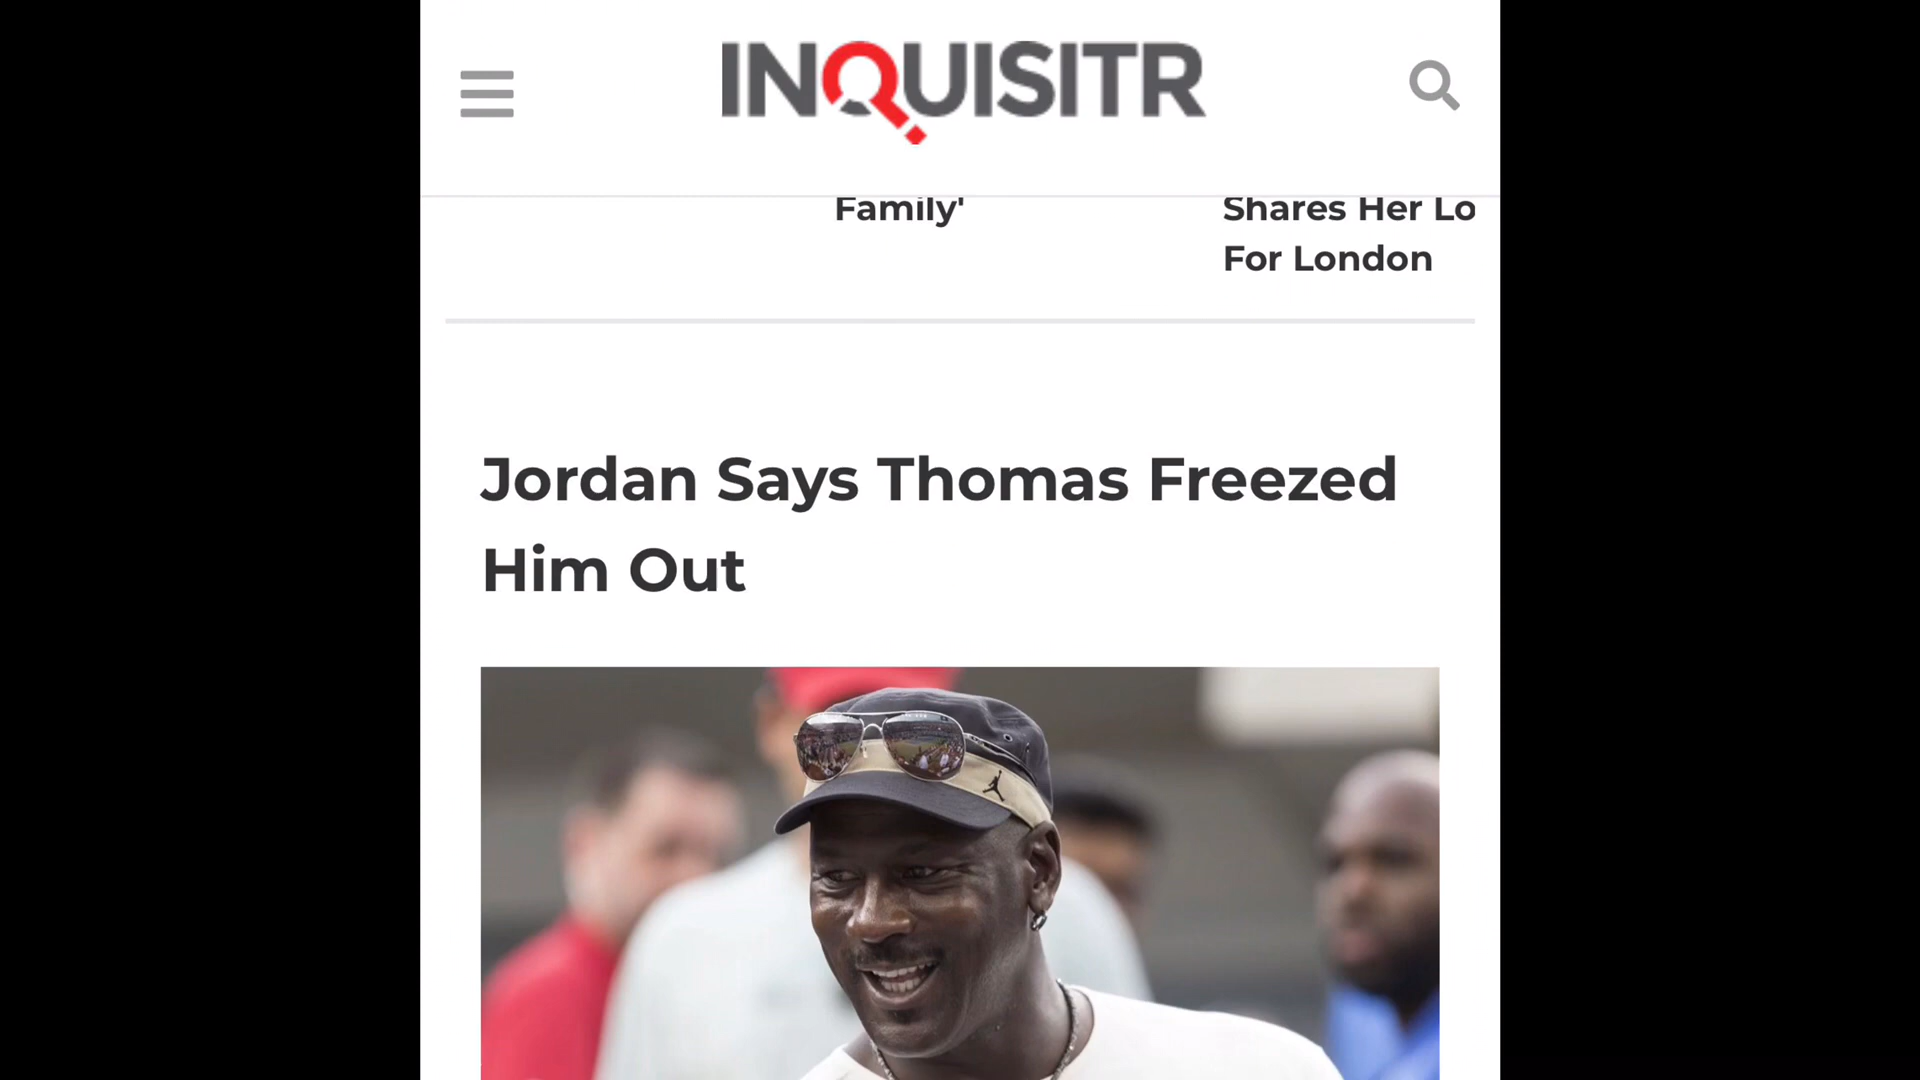 INQUISITR
Family'
Shares Her Lo
For London
Jordan Says Thomas Freezed
Him Out